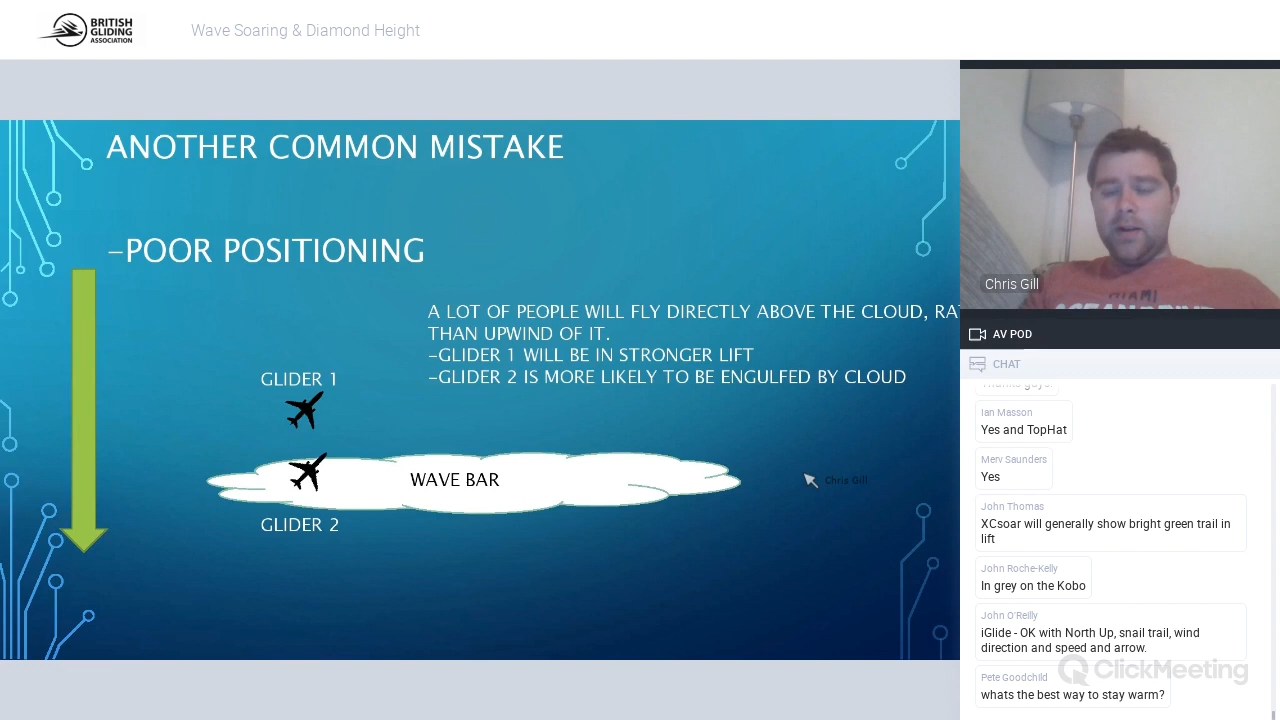 BRITISH
GLIDING
ASSOCIATION
Wave Soaring & Diamond Height
ANOTHER COMMON MISTAKE
-POOR POSITIONING
A LOT OF PEOPLE WILL FLY DIRECTLY ABOVE THE CLOUD, RAT
THAN UPWIND OF IT.
-GLIDER 1 WILL BE IN STRONGER LIFT
-GLIDER 2 IS MORE LIKELY TO BE ENGULFED BY CLOUD
GLIDER 1
WAVE BAR
GLIDER 2
Chris Gill
Chris Gill
MIAMI
AV POD
CHAT
Thanks guys!
Ian Masson
Yes and TopHat
Merv Saunders
Yes
John Thomas
XCsoar will generally show bright green trail in
lift
John Roche-Kelly
In grey on the Kobo
John O'Reilly
iGlide - OK with North Up, snail trail, wind
direction and speed and arrow.
ClickMeeting
Pete Goodchild
whats the best way to stay warm?